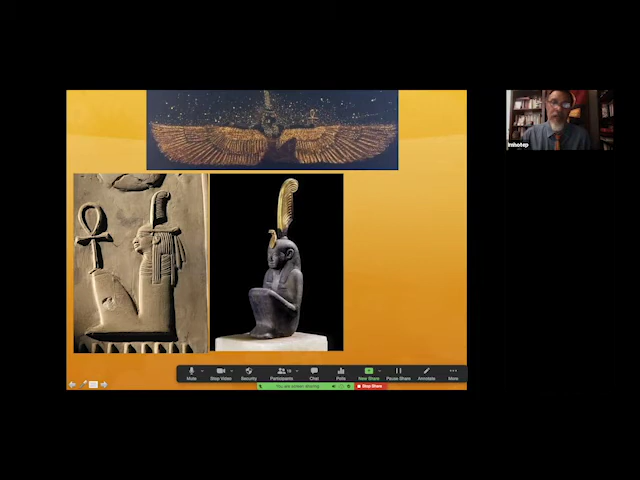 Imhotep
Mute Stop Video Security Participants 18 Chat Polls New Share Pause Share Annotate More
You are screen sharing Stop Share